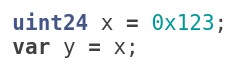 uint24 x = 0x123;
var y = x;